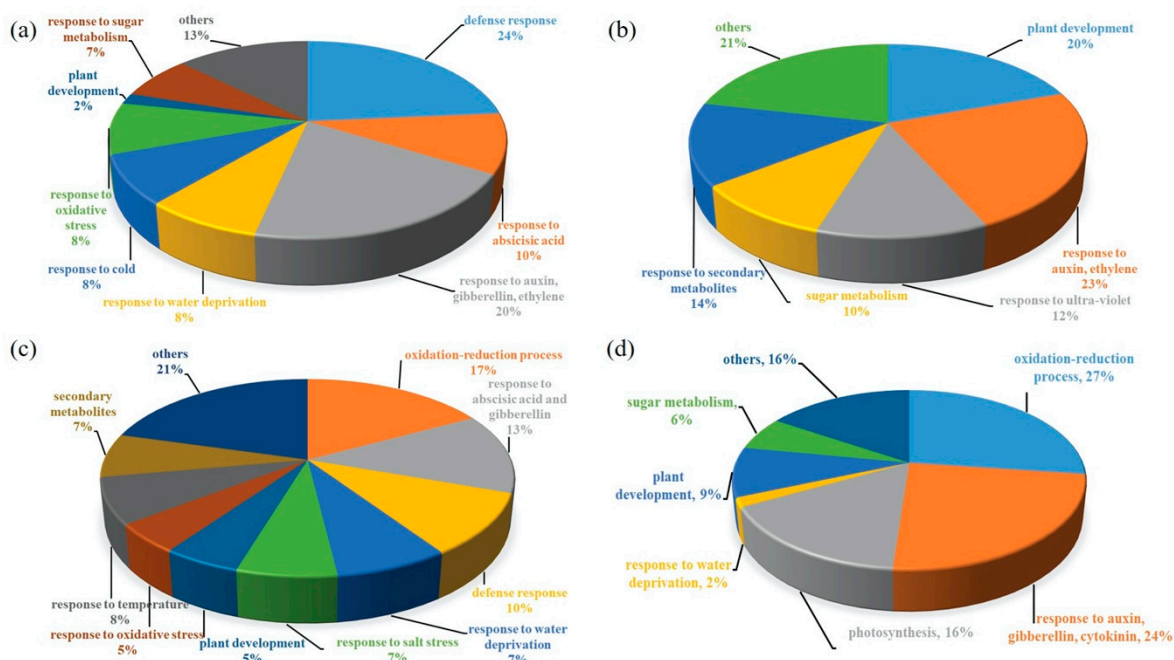 (a)
response to sugar
metabolism
7%
others
13%
defense response
24%
plant
development
2%
response to
oxidative
stress
8%
response to cold
8%
response to water deprivation
8%
response to
absicisic acid
10%
response to auxin,
gibberellin, ethylene
20%
(b)
others
21%
plant development
20%
response to secondary
metabolites
14%
sugar metabolism
10%
response to
auxin, ethylene
23%
response to ultra-violet
12%
(c)
others
21%
oxidation-reduction process
17%
response to
abscisic acid and
gibberellin
13%
secondary
metabolites
7%
response to temperature
8%
response to oxidative stress
5%
plant development
5%
response to salt stress
7%
defense response
10%
response to water
deprivation
7%
(d)
others, 16%
oxidation-reduction
process, 27%
sugar metabolism,
6%
plant
development, 9%
response to water
deprivation, 2%
photosynthesis, 16%
response to auxin,
gibberellin, cytokinin, 24%